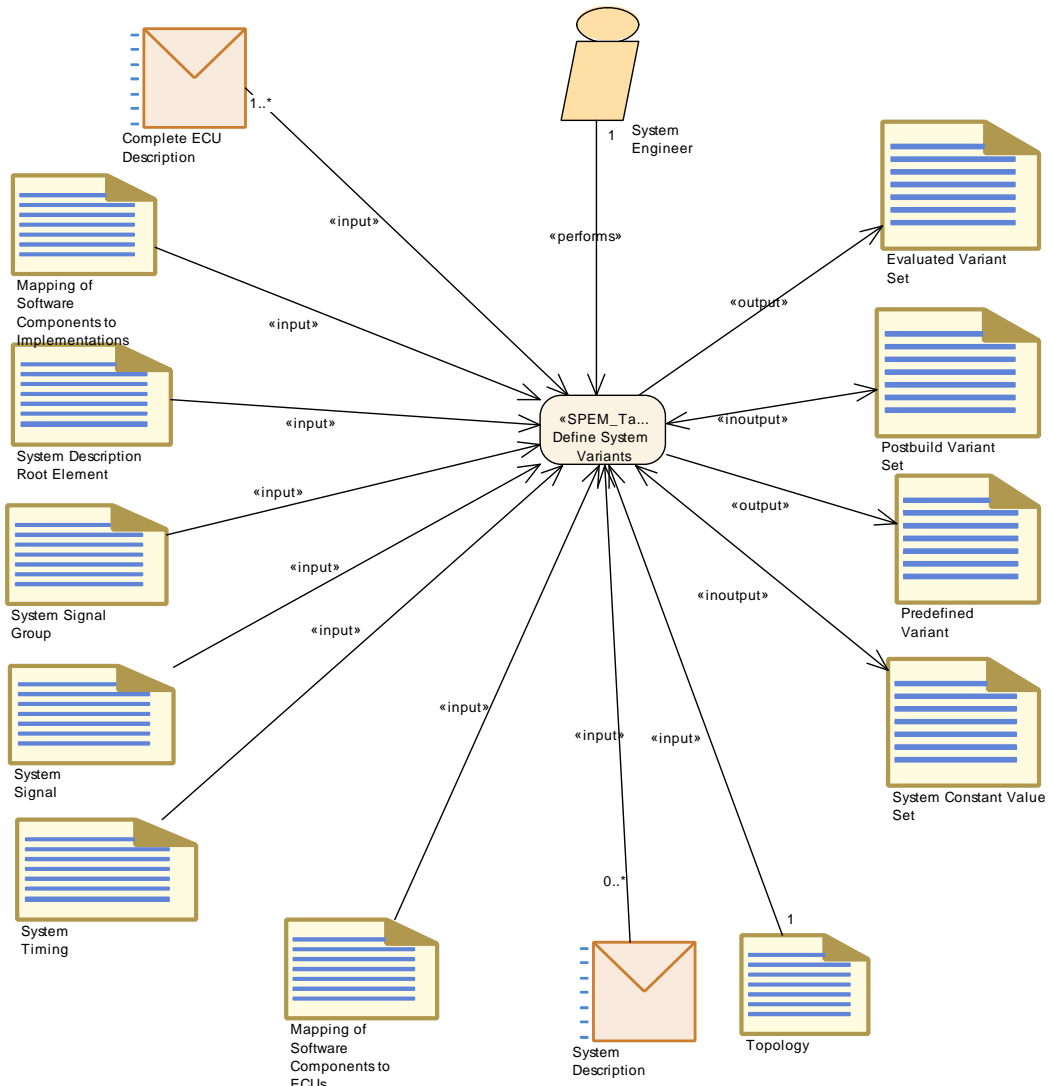 1..*
Complete ECU
Description
1
System
Engineer
«input»
«performs»
Evaluated Variant
Set
Mapping of
Software
Components to
Implementations
«input»
«output»
System Description
Root Element
«input»
«SPEM_Ta...
Define System
Variants
«inoutput»
Postbuild Variant
Set
«input»
«output»
System Signal
Group
«input»
«inoutput»
Predefined
Variant
«input»
System
Signal
«input»
«input»
«input»
System Constant Value
Set
System
Timing
0..*
1
Mapping of
Software
Components to
ECUs
System
Description
Topology